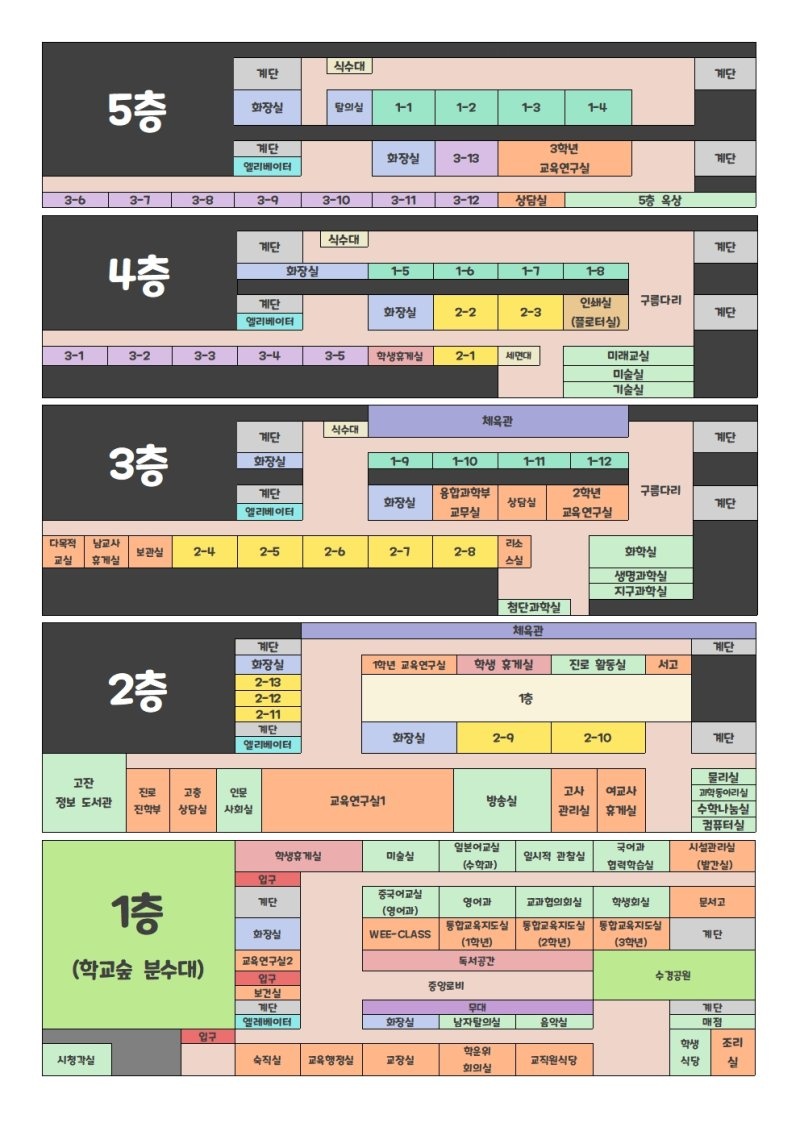 5층
계단
식수대
계단
화장실
탈의실
1-1
1-2
1-3
1-4
계단
엘리베이터
화장실
3-13
3학년
교육연구실
계단
3-6
3-7
3-8
3-9
3-10
3-11
3-12
상담실
5층 옥상
4층
계단
식수대
계단
화장실
1-5
1-6
1-7
1-8
구름다리
계단
엘리베이터
화장실
2-2
2-3
인쇄실
(플로터실)
계단
3-1
3-2
3-3
3-4
3-5
학생휴게실
2-1
세면대
미래교실
미술실
기술실
3층
계단
식수대
체육관
계단
화장실
1-9
1-10
1-11
1-12
구름다리
계단
엘리베이터
화장실
융합과학부
교무실
상담실
2학년
교육연구실
계단
다목적
교실
남교사
휴게실
보관실
2-4
2-5
2-6
2-7
2-8
리소
스실
화학실
생명과학실
지구과학실
첨단과학실
2층
체육관
계단
계단
화장실
1학년 교육연구실
학생 휴게실
진로 활동실
서고
2-13
2-12
2-11
1층
계단
엘리베이터
화장실
2-9
2-10
계단
고잔
정보 도서관
진로
진학부
고충
상담실
인문
사회실
교육연구실1
방송실
고사
관리실
여교사
휴게실
물리실
과학동아리실
수학나눔실
컴퓨터실
1층
(학교숲 분수대)
학생휴게실
미술실
일본어교실
(수학과)
일시적 관찰실
국어과
협력학습실
시설관리실
(발간실)
입구
계단
중국어교실
(영어과)
영어과
교과협의회실
학생회실
문서고
화장실
WEE-CLASS
통합교육지도실
(1학년)
통합교육지도실
(2학년)
통합교육지도실
(3학년)
계단
교육연구실2
독서공간
수경공원
입구
중앙로비
보건실
계단
무대
계단
엘레베이터
화장실
남자탈의실
음악실
매점
입구
시청각실
숙직실
교육행정실
교장실
학운위
회의실
교직원식당
학생
식당
조리
실